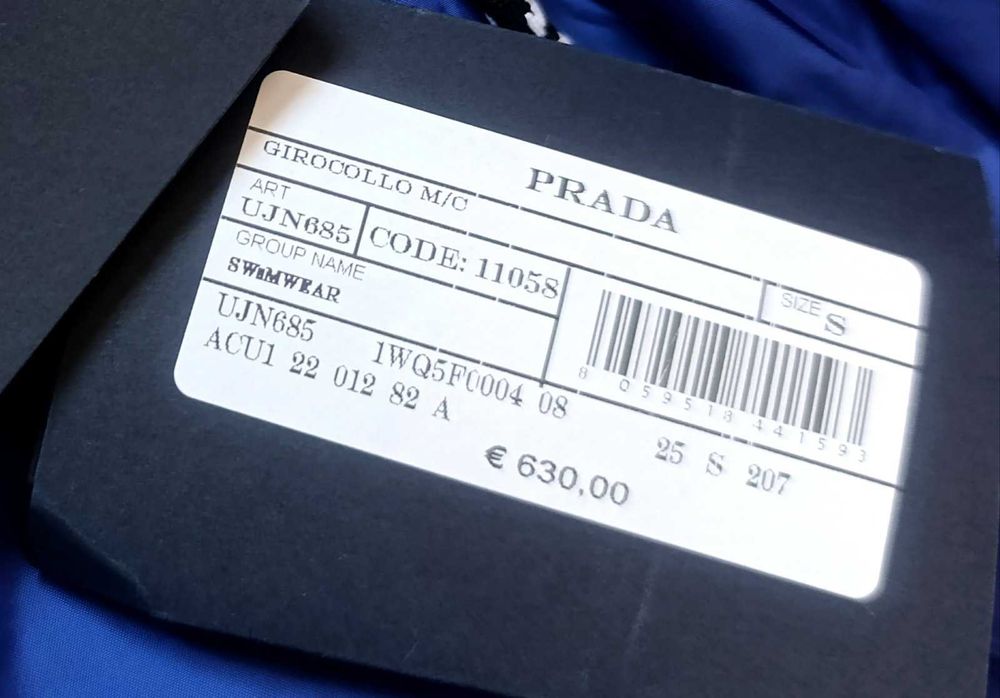 PRADA
GIROCOLLO M/C
ART
UJN685
CODE: 11058
SIZE S
GROUP NAME
SWIMWEAR
8 059518 441593
UJN685 1WQ5F0004 08
ACU1 22 012 82 A
25 S 207
€ 630,00